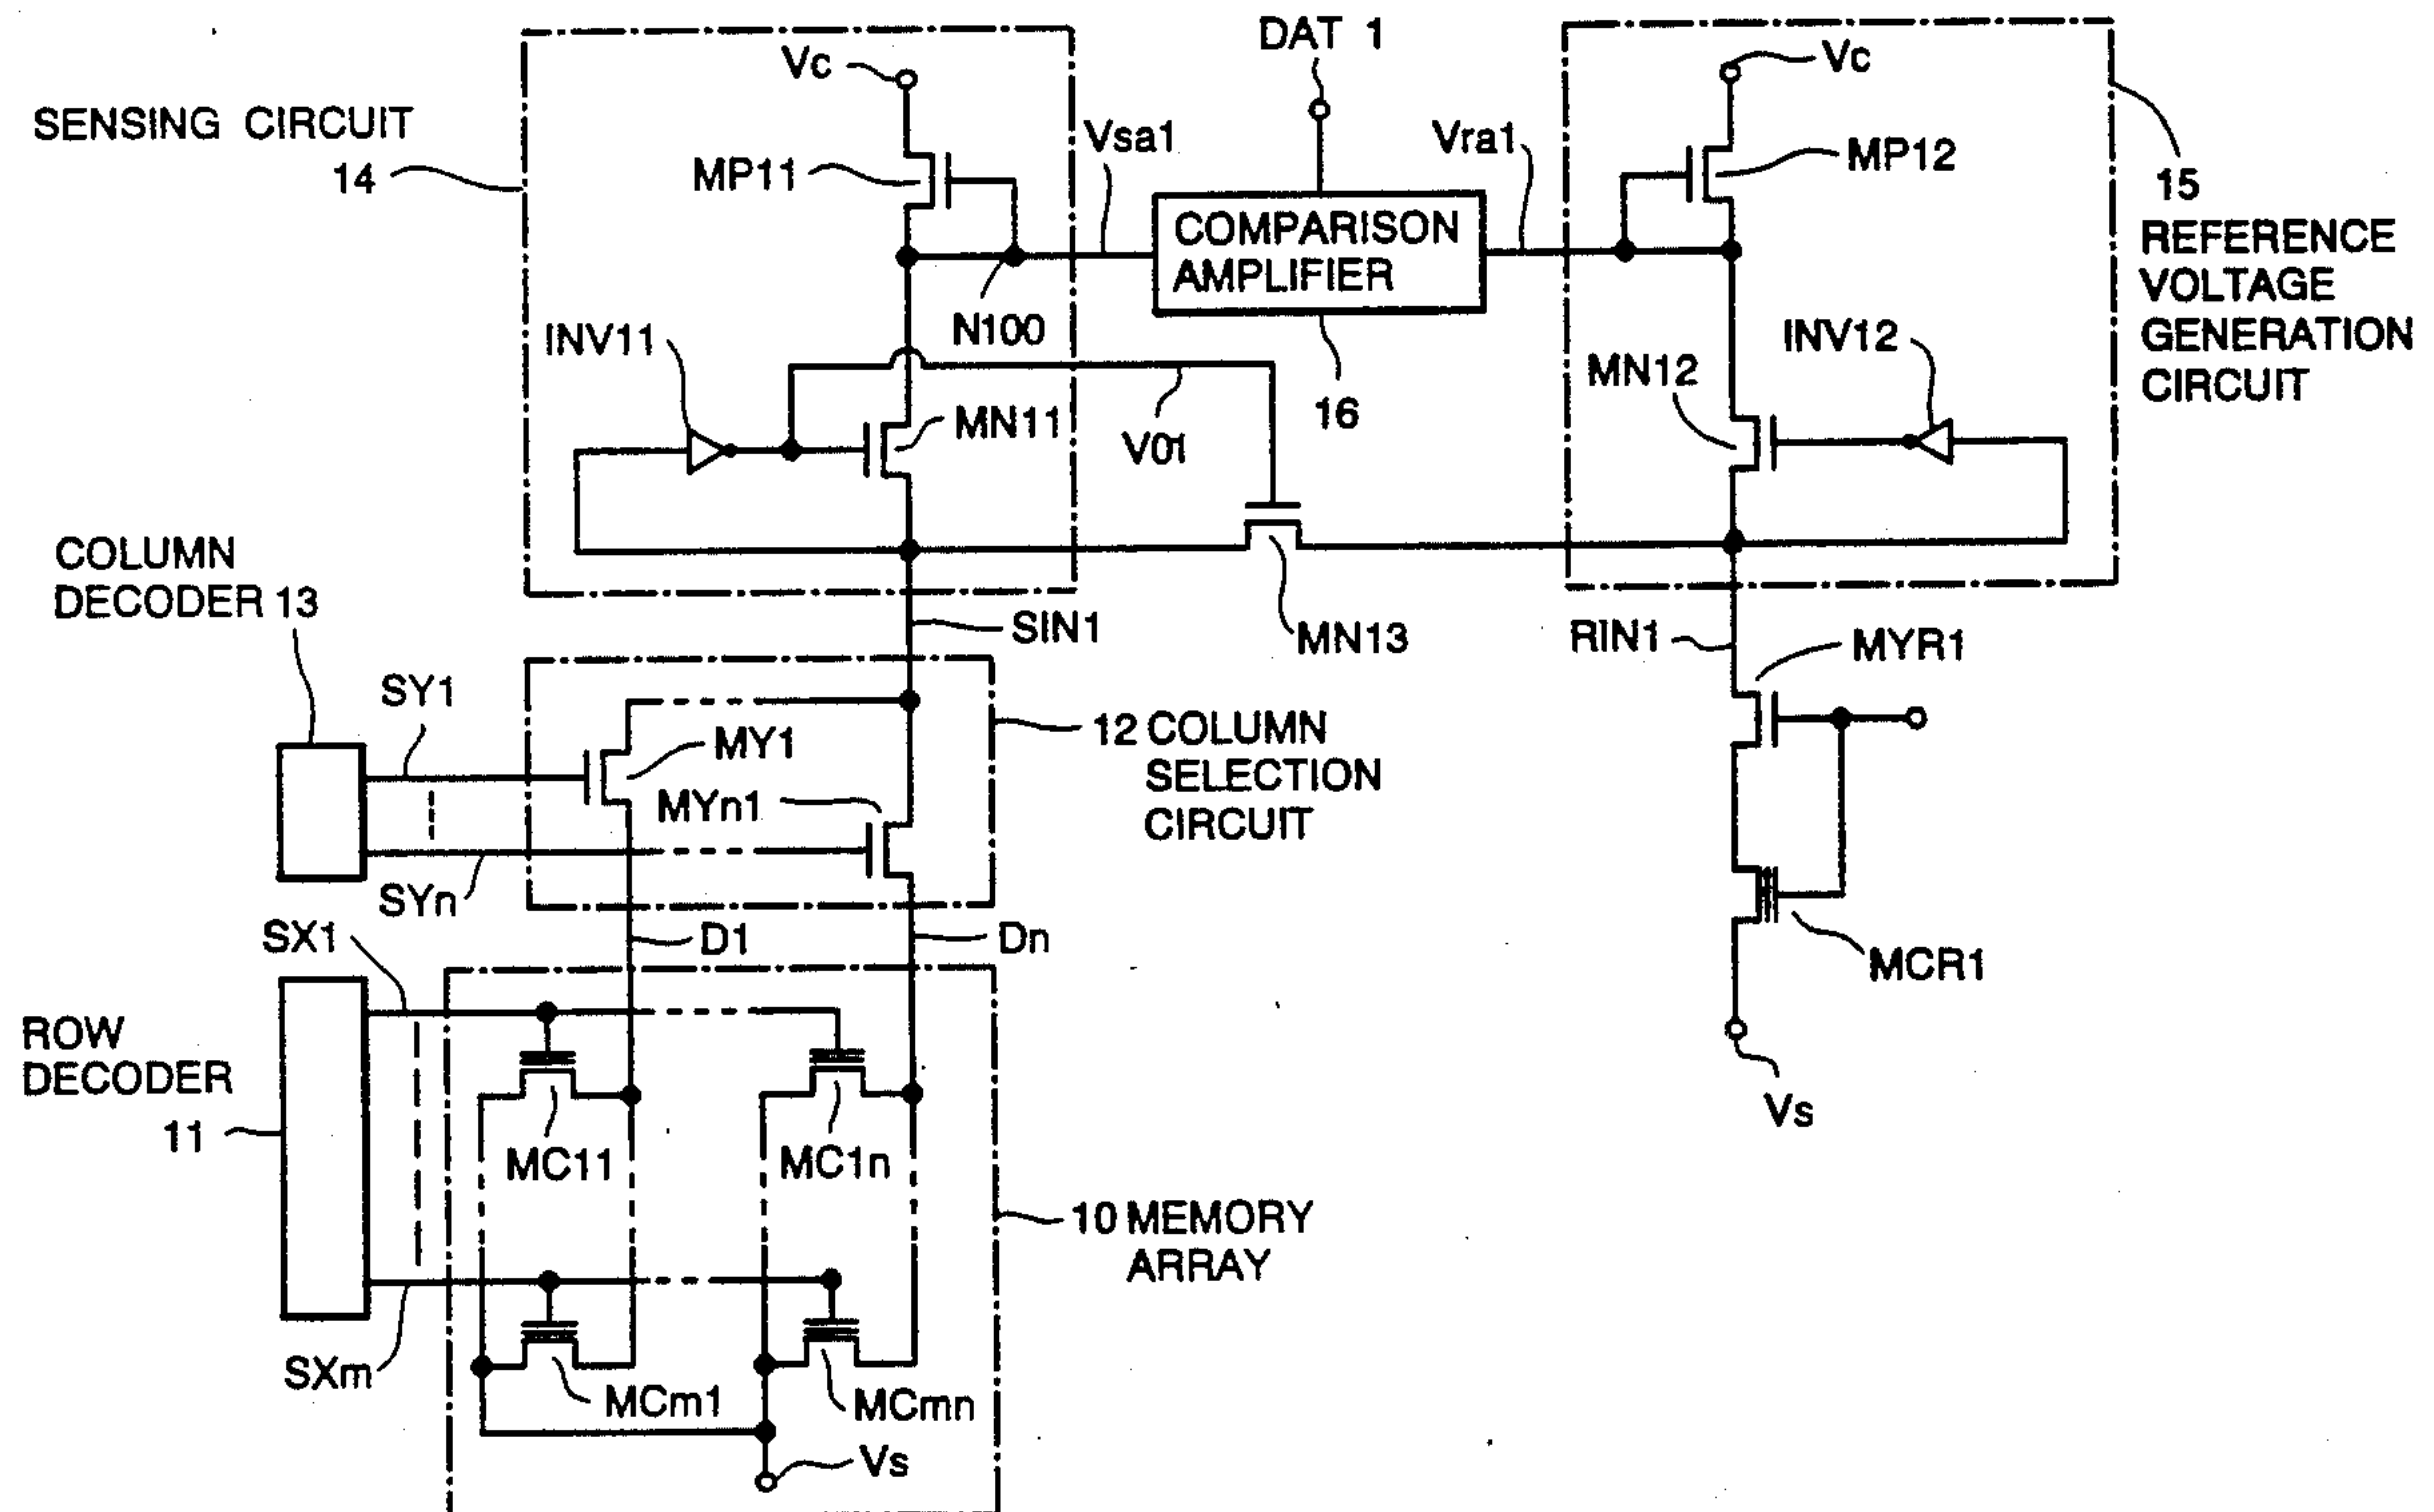 DAT 1
Vc
Vc
SENSING CIRCUIT
14
MP11
Vsa1
Vra1
MP12
15
REFERENCE
VOLTAGE
GENERATION
CIRCUIT
COMPARISON
AMPLIFIER
N100
INV11
INV12
MN12
16
MN11
V01
COLUMN
DECODER 13
SIN1
MN13
RIN1
MYR1
SY1
MY1
12 COLUMN
SELECTION
CIRCUIT
MYn1
SYn
SX1
D1
Dn
MCR1
ROW
DECODER
11
Vs
MC11
MC1n
10 MEMORY
ARRAY
SXm
MCm1
MCmn
Vs